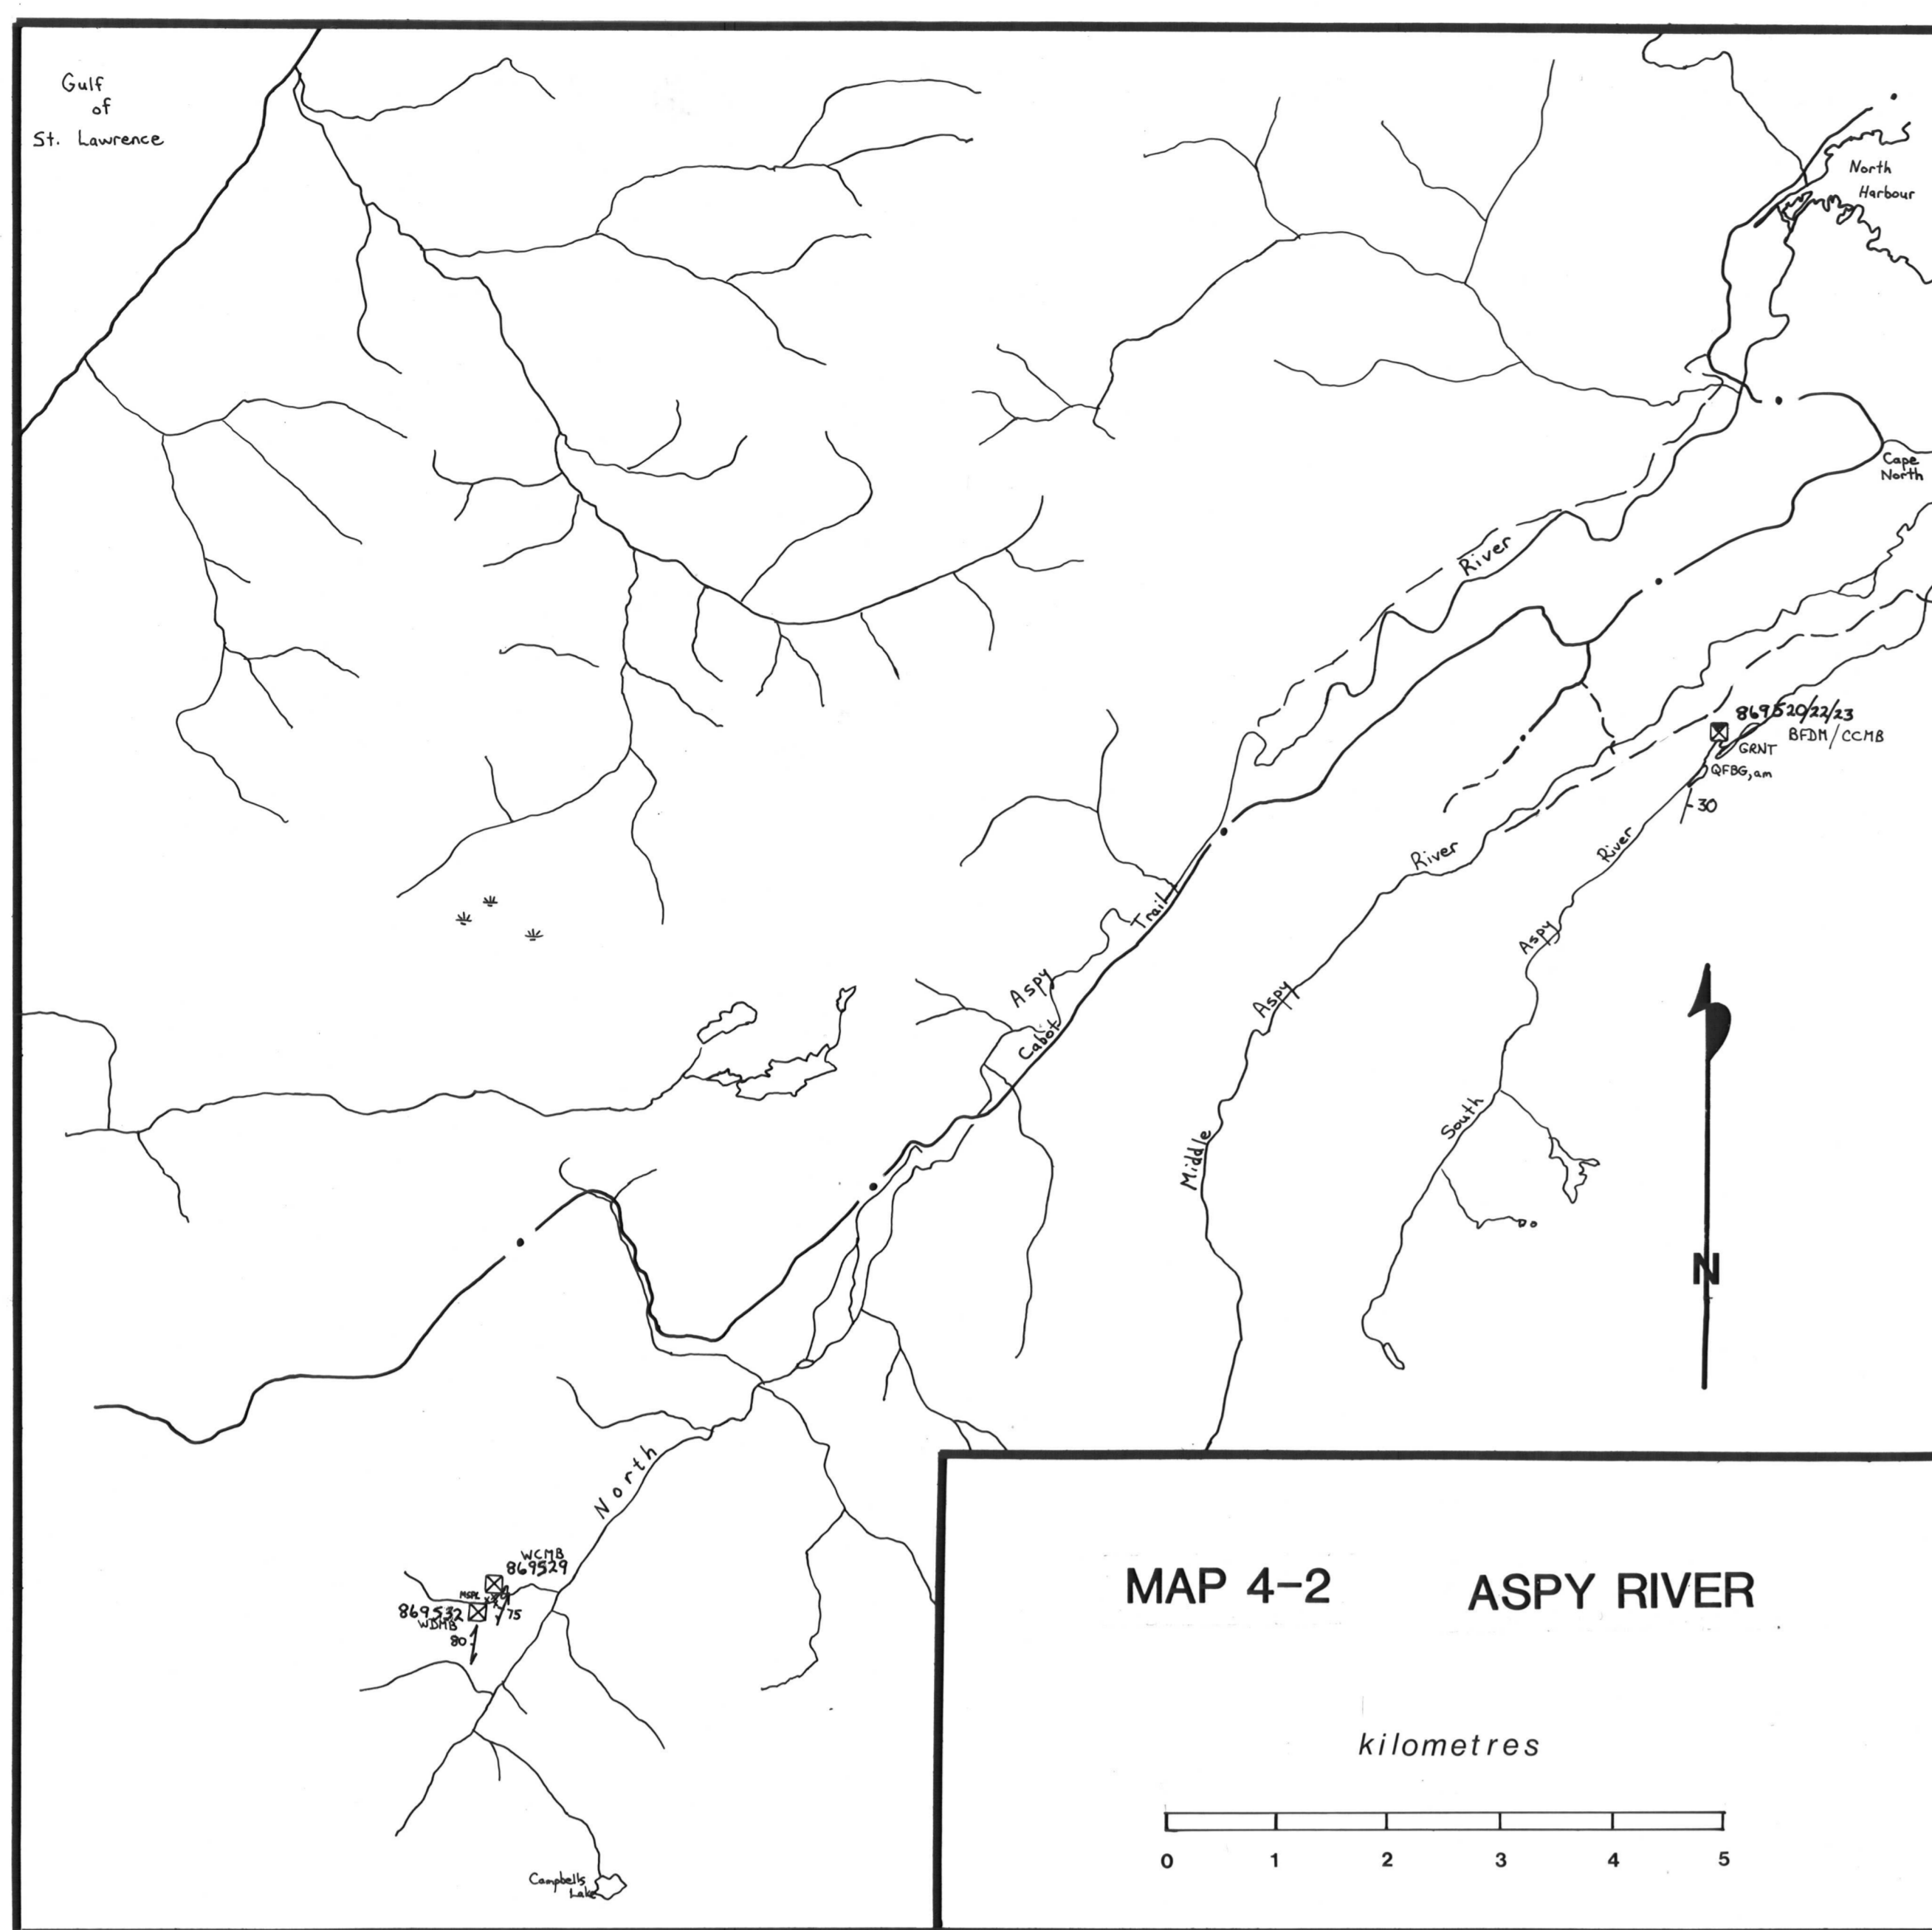 Gulf
of
St. Lawrence
North
Harbour
Cape
North
River
869520/22/23
BFDM/CCMB
GRNT
QFBG, am
30
River
River
Trail
Aspy
Aspy
Aspy
Cabot
South
Middle
N
North
WCMB
869529
MSPL
869532
WDMB
75
80
Campbells
Lake
MAP 4-2 ASPY RIVER
kilometres
0 1 2 3 4 5